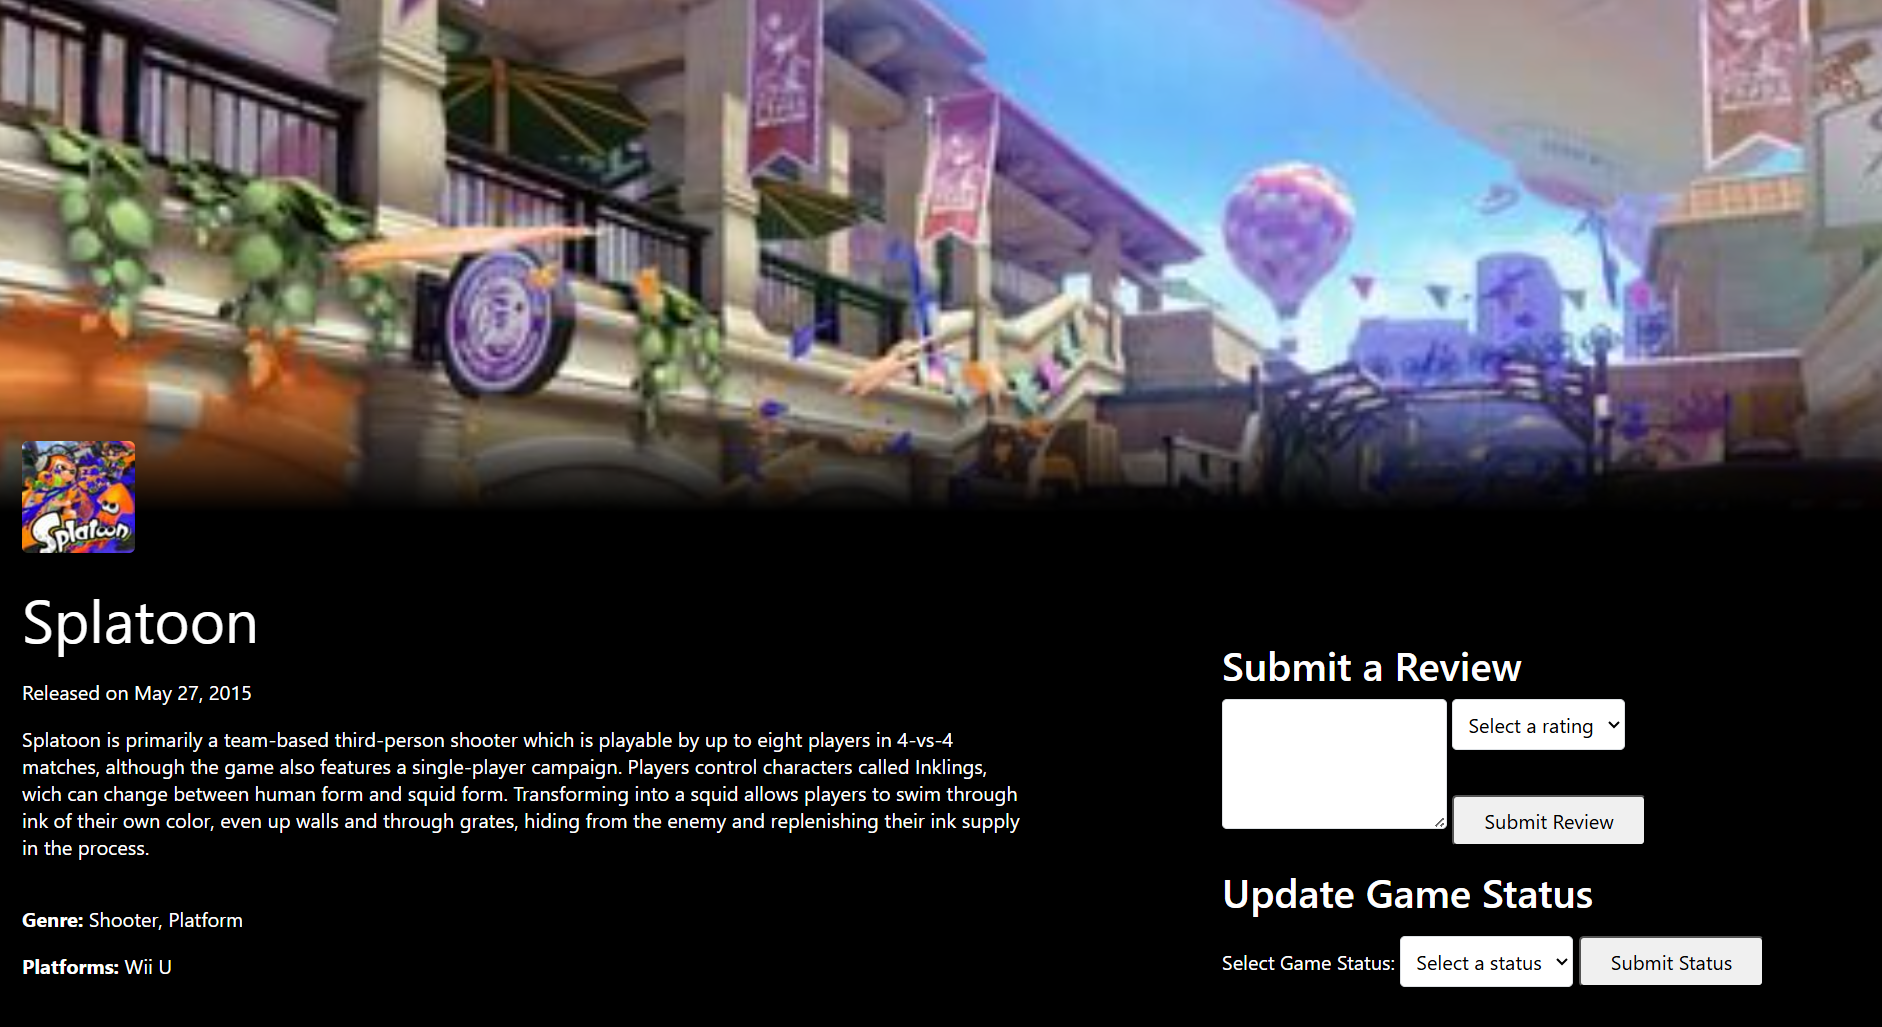 Splatoon
Splatoon
Released on May 27, 2015
Splatoon is primarily a team-based third-person shooter which is playable by up to eight players in 4-vs-4
matches, although the game also features a single-player campaign. Players control characters called Inklings,
wich can change between human form and squid form. Transforming into a squid allows players to swim through
ink of their own color, even up walls and through grates, hiding from the enemy and replenishing their ink supply
in the process.
Genre: Shooter, Platform
Platforms: Wii U
Submit a Review
Select a rating
Submit Review
Update Game Status
Select Game Status: Select a status Submit Status